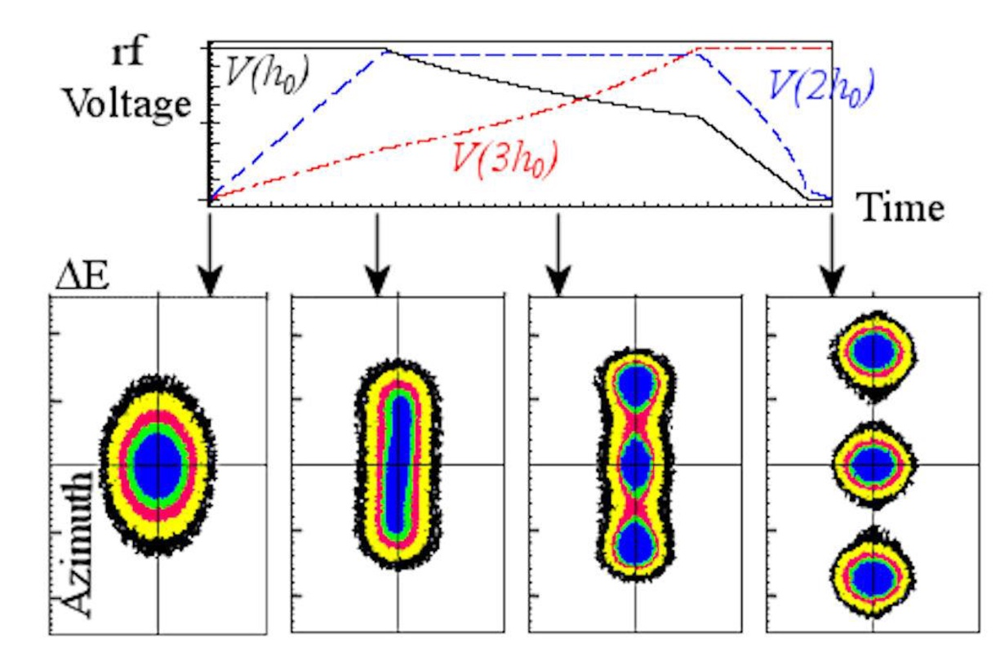 rf
Voltage
V(h₀)
V(2h₀)
V(3h₀)
Time
ΔE
Azimuth